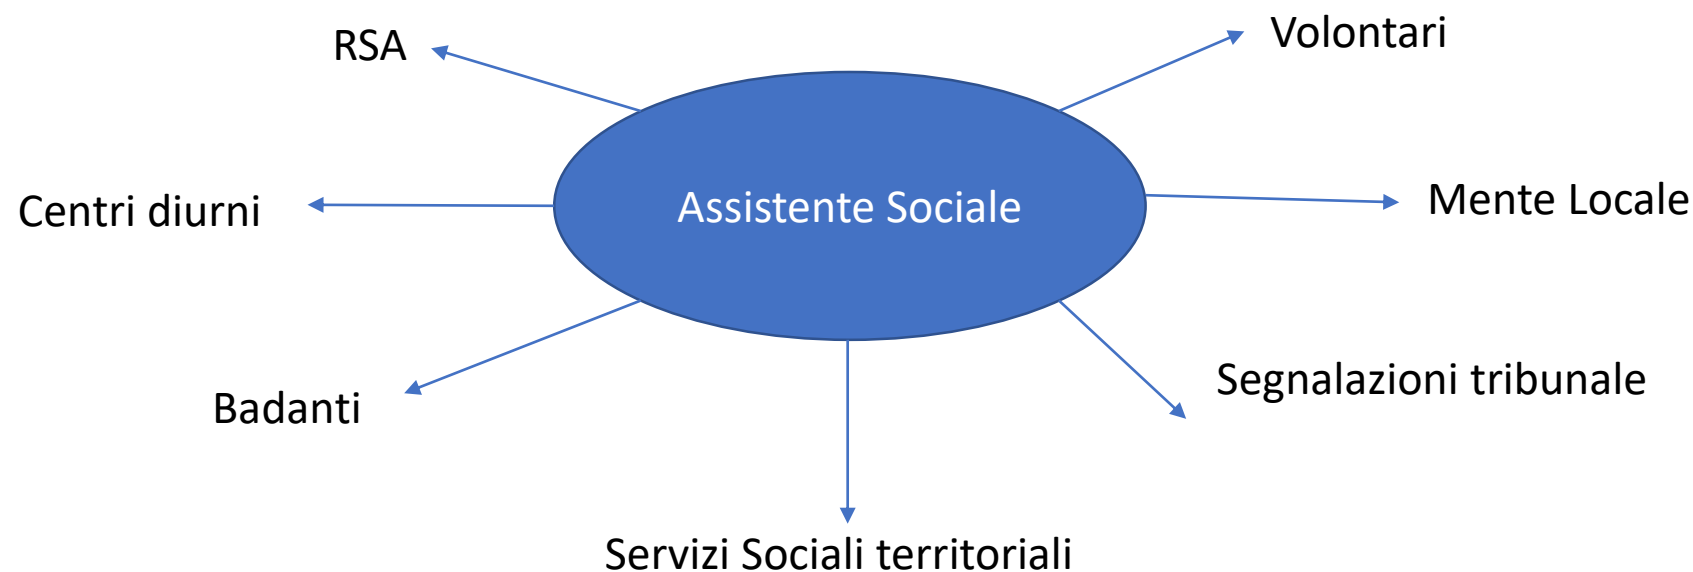 RSA
Volontari
Centri diurni
Assistente Sociale
Mente Locale
Badanti
Segnalazioni tribunale
Servizi Sociali territoriali